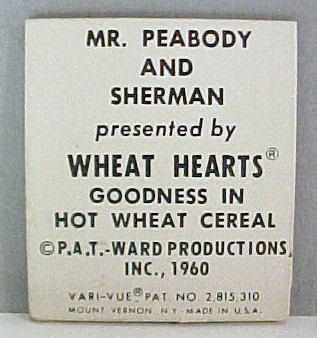 MR. PEABODY
AND
SHERMAN
presented by
WHEAT HEARTS®
GOODNESS IN
HOT WHEAT CEREAL
©P.A.T.-WARD PRODUCTIONS,
INC., 1960
VARI-VUE® PAT. NO. 2,815,310
MOUNT VERNON N.Y. MADE IN U.S.A.